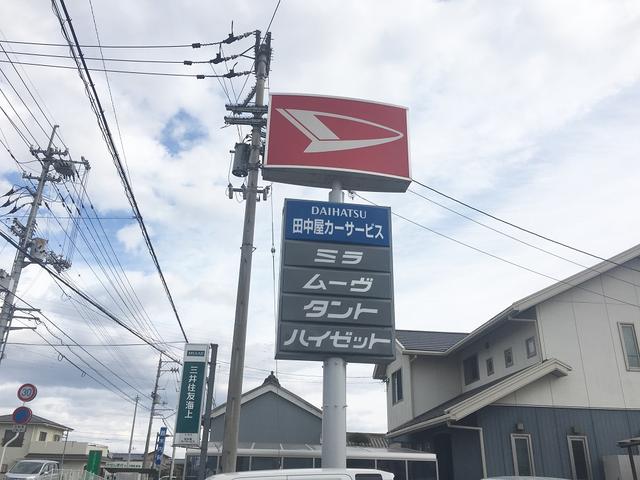 DAIHATSU
田中屋カーサービス
ミラ
ムーヴ
タント
ハイゼット
三井住友海上
30